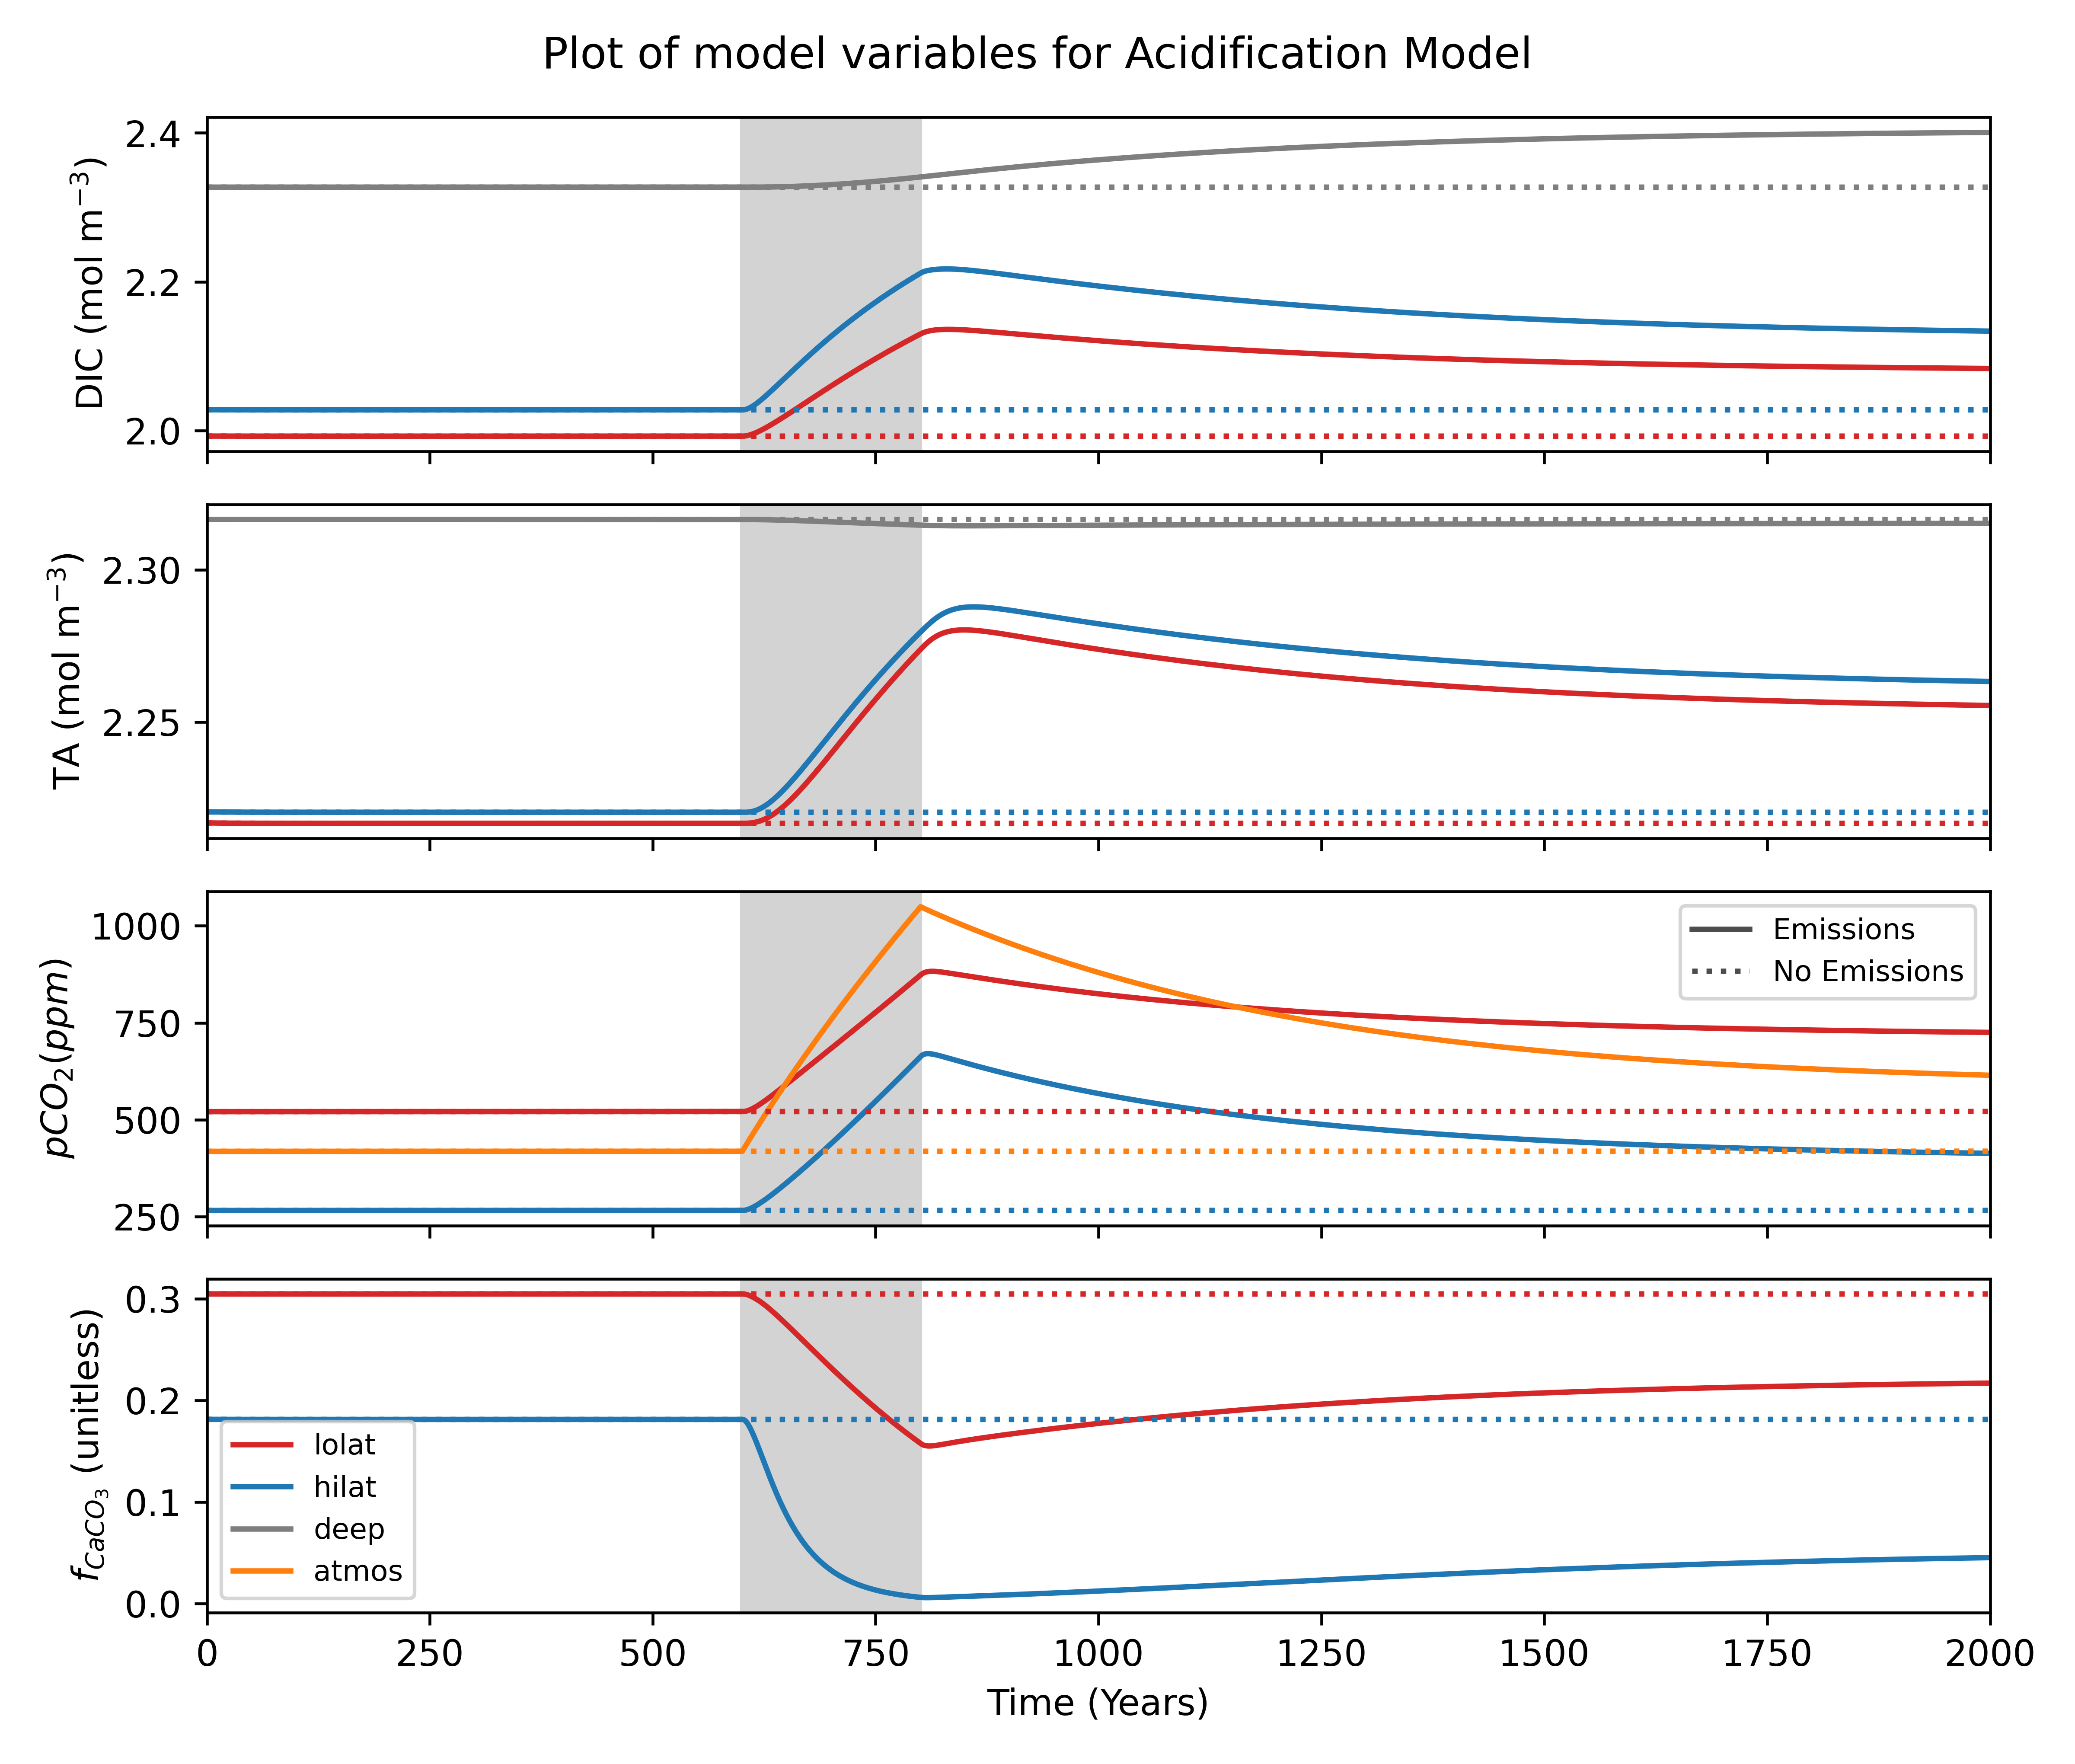 Plot of model variables for Acidification Model
DIC (mol m⁻³)
2.4
2.2
2.0
TA (mol m⁻³)
2.30
2.25
pCO₂(ppm)
1000
750
500
250
Emissions
No Emissions
f_{CaCO₃} (unitless)
0.3
0.2
0.1
0.0
lolat
hilat
deep
atmos
0 250 500 750 1000 1250 1500 1750 2000
Time (Years)